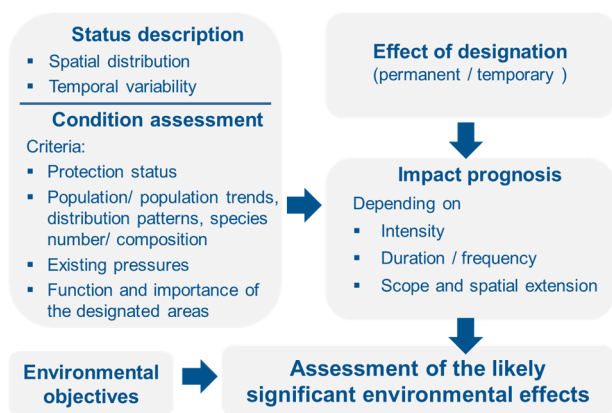 Status description
▪ Spatial distribution
▪ Temporal variability
Condition assessment
Criteria:
▪ Protection status
▪ Population/ population trends,
distribution patterns, species
number/ composition
▪ Existing pressures
▪ Function and importance of
the designated areas
Effect of designation
(permanent / temporary )
Impact prognosis
Depending on
▪ Intensity
▪ Duration / frequency
▪ Scope and spatial extension
Environmental
objectives
Assessment of the likely
significant environmental effects